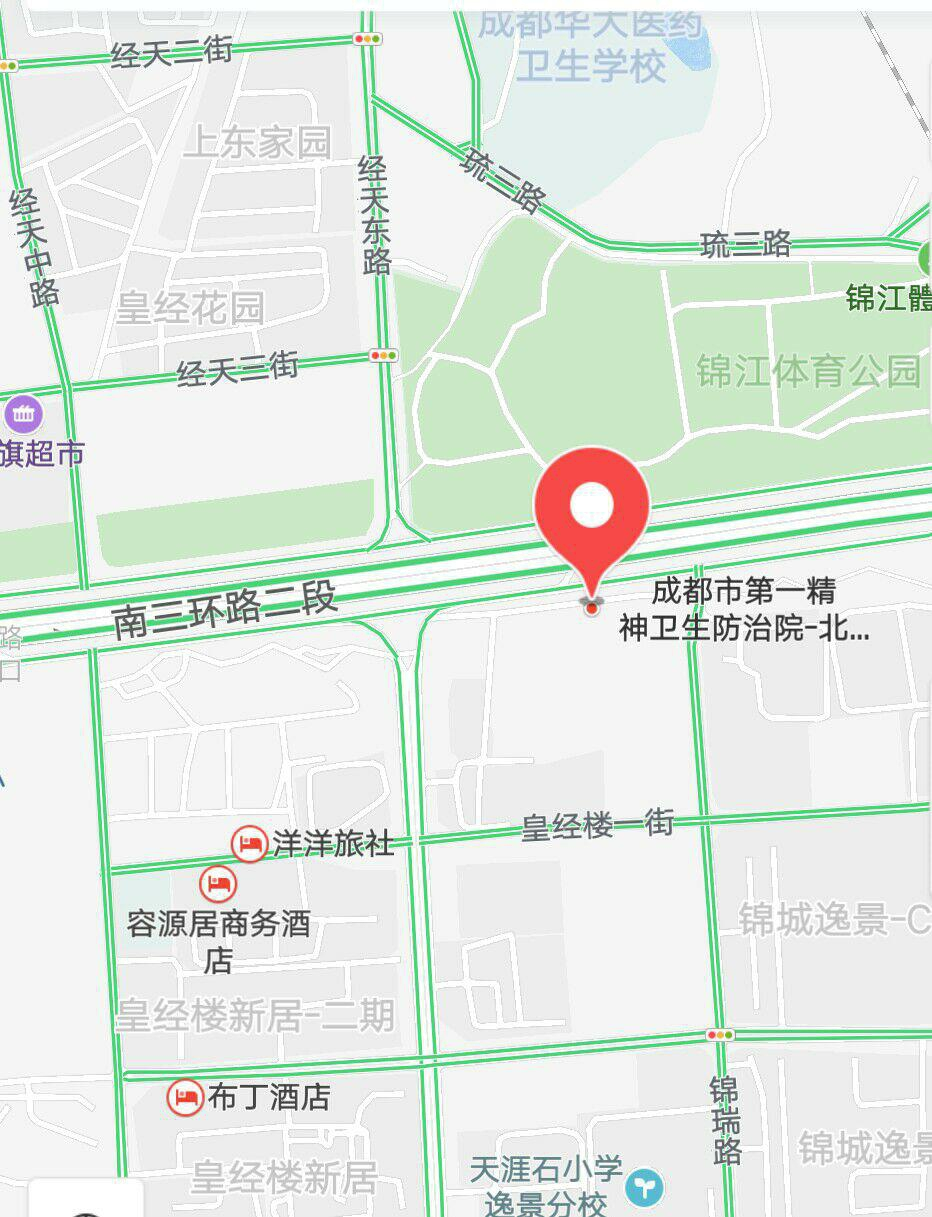 成都华大医药
卫生学校
经天二街
上东家园
经天东路
琉三路
经天中路
琉三路
皇经花园
锦江體
经天三街
锦江体育公园
旗超市
南三环路二段
成都市第一精
神卫生防治院-北...
路
口
皇经楼一街
洋洋旅社
容源居商务酒
店
锦城逸景-C
皇经楼新居-二期
布丁酒店
锦瑞路
锦城逸景
皇经楼新居
天涯石小学
逸景分校